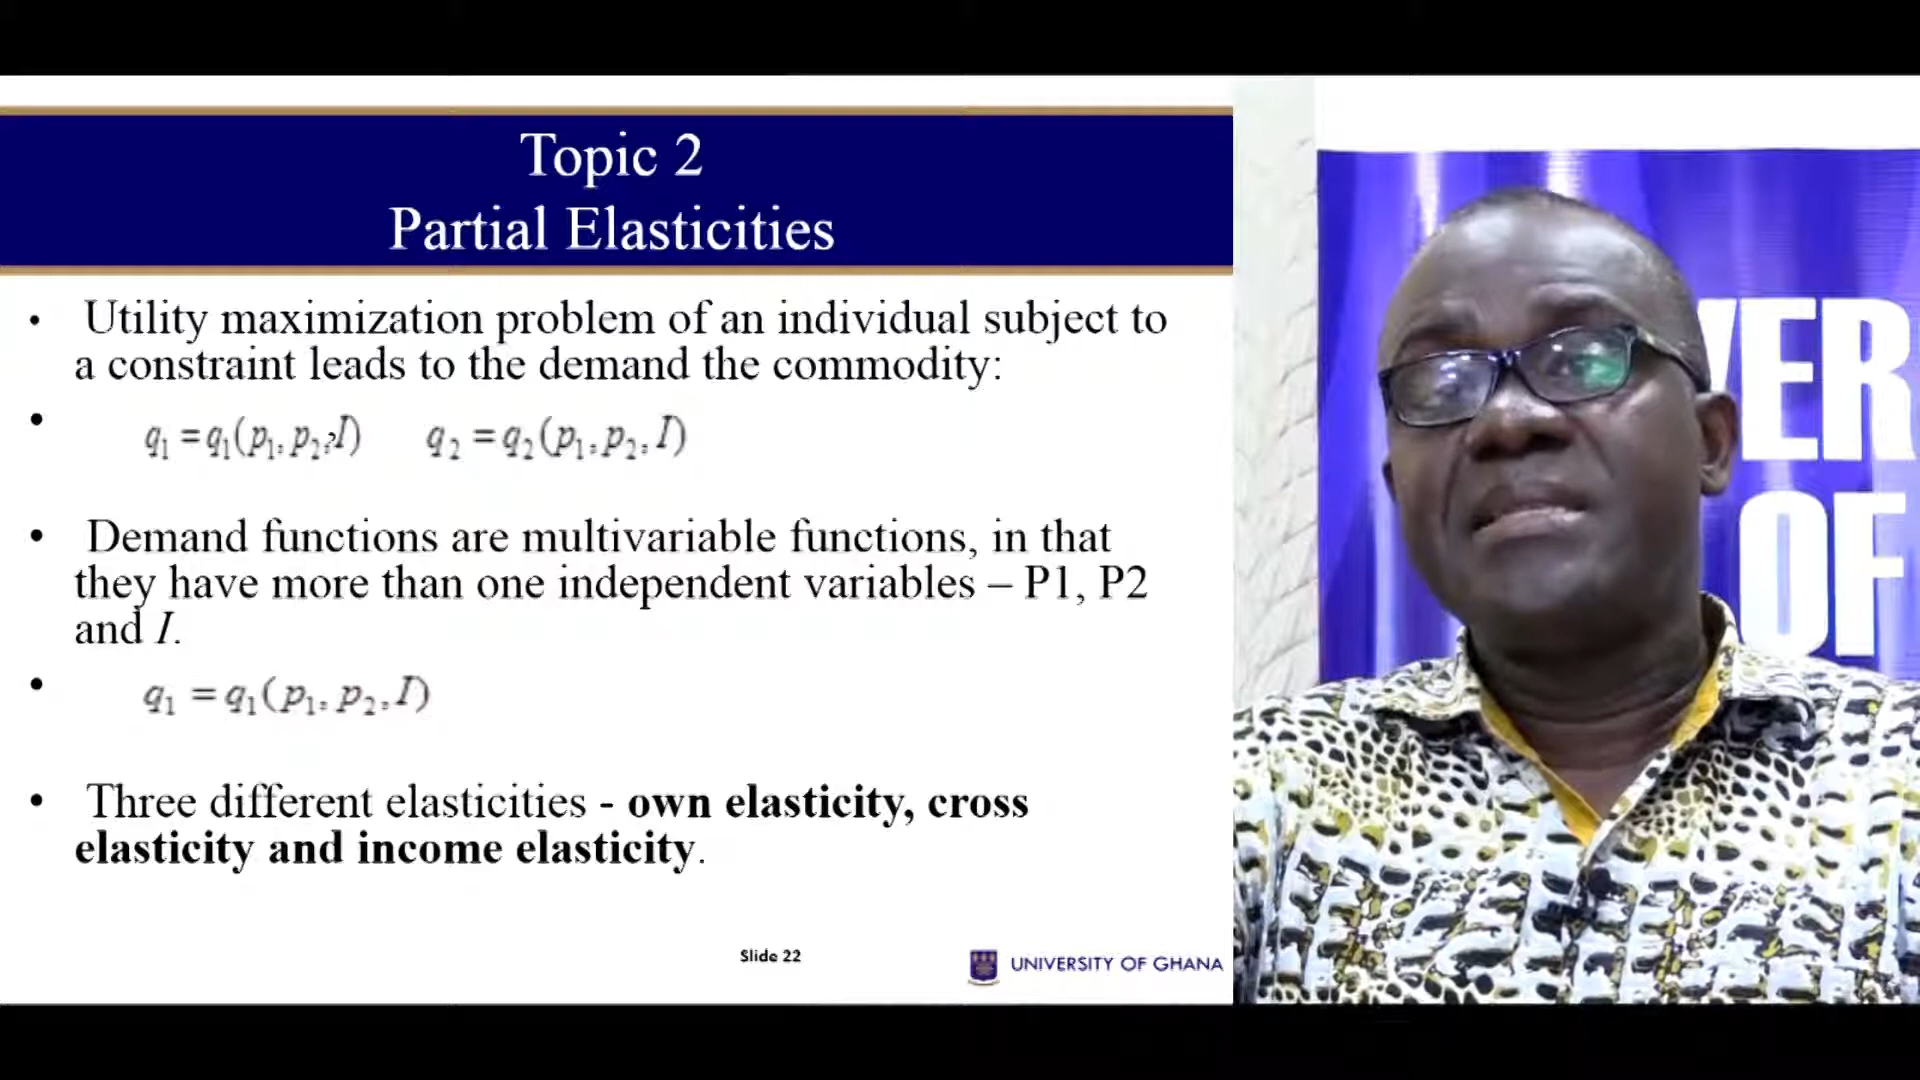 Topic 2
Partial Elasticities
• Utility maximization problem of an individual subject to
a constraint leads to the demand the commodity:
• q₁ = q₁(p₁, p₂, I) q₂ = q₂(p₁, p₂, I)
• Demand functions are multivariable functions, in that
they have more than one independent variables – P1, P2
and I.
• q₁ = q₁(p₁, p₂, I)
• Three different elasticities - own elasticity, cross
elasticity and income elasticity.
Slide 22
UNIVERSITY OF GHANA
VER
OF